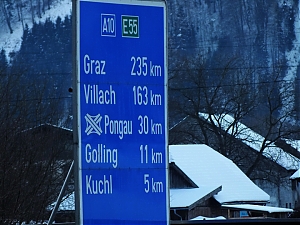 A10 E55
Graz 235 km
Villach 163 km
Pongau 30 km
Golling 11 km
Kuchl 5 km